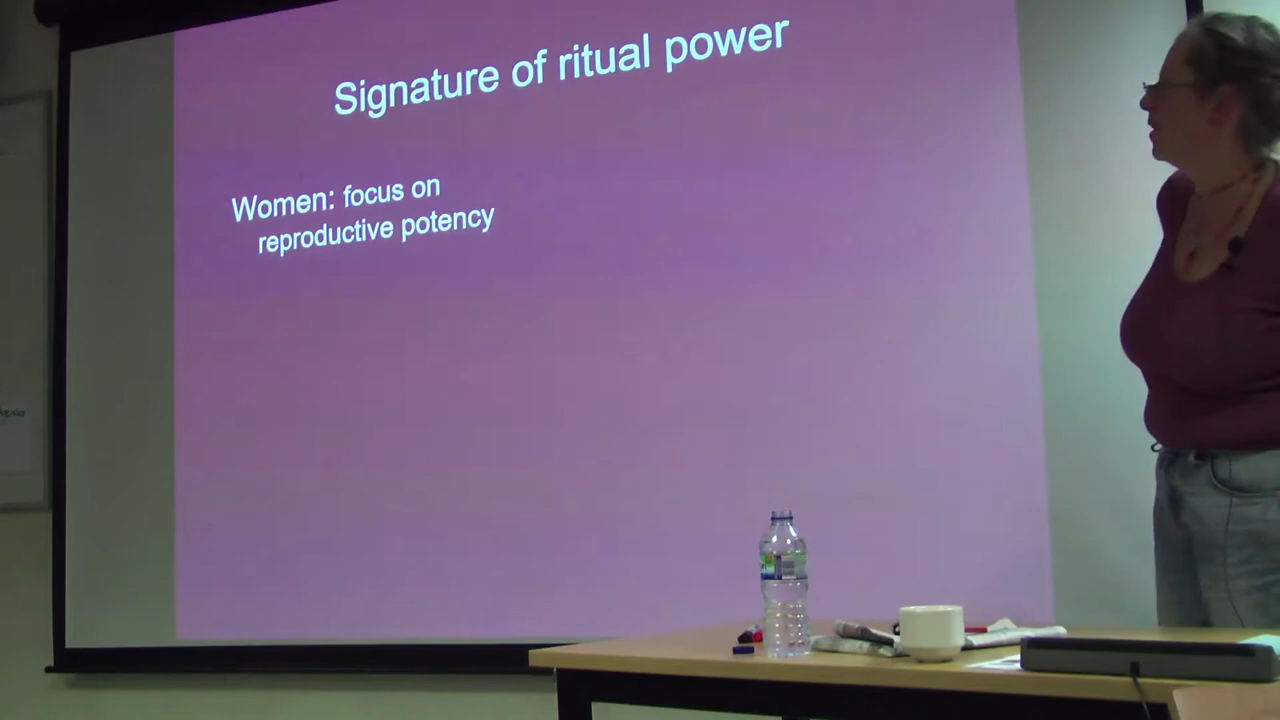 Signature of ritual power
Women: focus on
reproductive potency